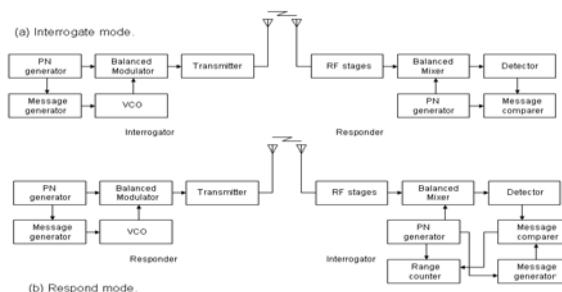 (a) Interrogate mode.
PN
generator
Balanced
Modulator
Transmitter
RF stages
Balanced
Mixer
Detector
Message
generator
VCO
PN
generator
Message
comparer
Interrogator
Responder
PN
generator
Balanced
Modulator
Transmitter
RF stages
Balanced
Mixer
Detector
Message
generator
VCO
PN
generator
Message
comparer
Responder
Interrogator
Range
counter
Message
generator
(b) Respond mode.